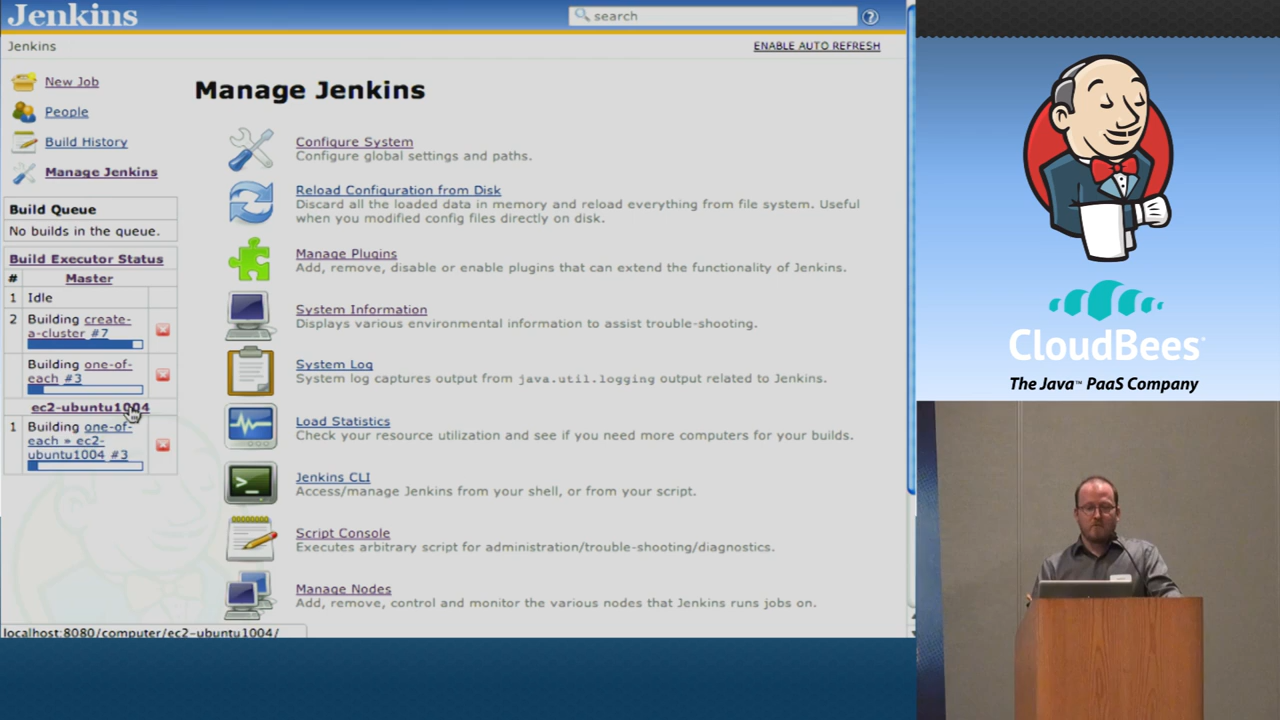 Jenkins
search
Jenkins
ENABLE AUTO REFRESH
New Job
People
Build History
Manage Jenkins
Build Queue
No builds in the queue.
Build Executor Status
#
Master
1 Idle
2 Building create-
a-cluster #7
Building one-of-
each #3
ec2-ubuntu1004
1 Building one-of-
each » ec2-
ubuntu1004 #3
Manage Jenkins
Configure System
Configure global settings and paths.
Reload Configuration from Disk
Discard all the loaded data in memory and reload everything from file system. Useful
when you modified config files directly on disk.
Manage Plugins
Add, remove, disable or enable plugins that can extend the functionality of Jenkins.
System Information
Displays various environmental information to assist trouble-shooting.
System Log
System log captures output from java.util.logging output related to Jenkins.
Load Statistics
Check your resource utilization and see if you need more computers for your builds.
Jenkins CLI
Access/manage Jenkins from your shell, or from your script.
Script Console
Executes arbitrary script for administration/trouble-shooting/diagnostics.
Manage Nodes
Add, remove, control and monitor the various nodes that Jenkins runs jobs on.
localhost:8080/computer/ec2-ubuntu1004/
CloudBees
The Java™ PaaS Company